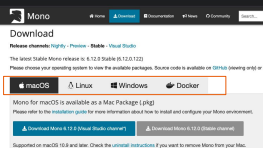 Mono
Home
Download
Documentation
News
Community
Search...
Download
Release channels: Nightly - Preview - Stable - Visual Studio
The latest Stable Mono release is: 6.12.0 Stable (6.12.0.122)
Please choose your operating system to view the available packages. Source code is available on GitHub (viewing only) or
macOS
Linux
Windows
Docker
Mono for macOS is available as a Mac Package (.pkg)
Please refer to the installation guide for more information about how to install and configure your Mono environment.
Download Mono 6.12.0 (Visual Studio channel*)
Download Mono 6.12.0 (Stable channel)
Supported on macOS 10.9 and later. Check the uninstall instructions if you want to remove Mono from your Mac.